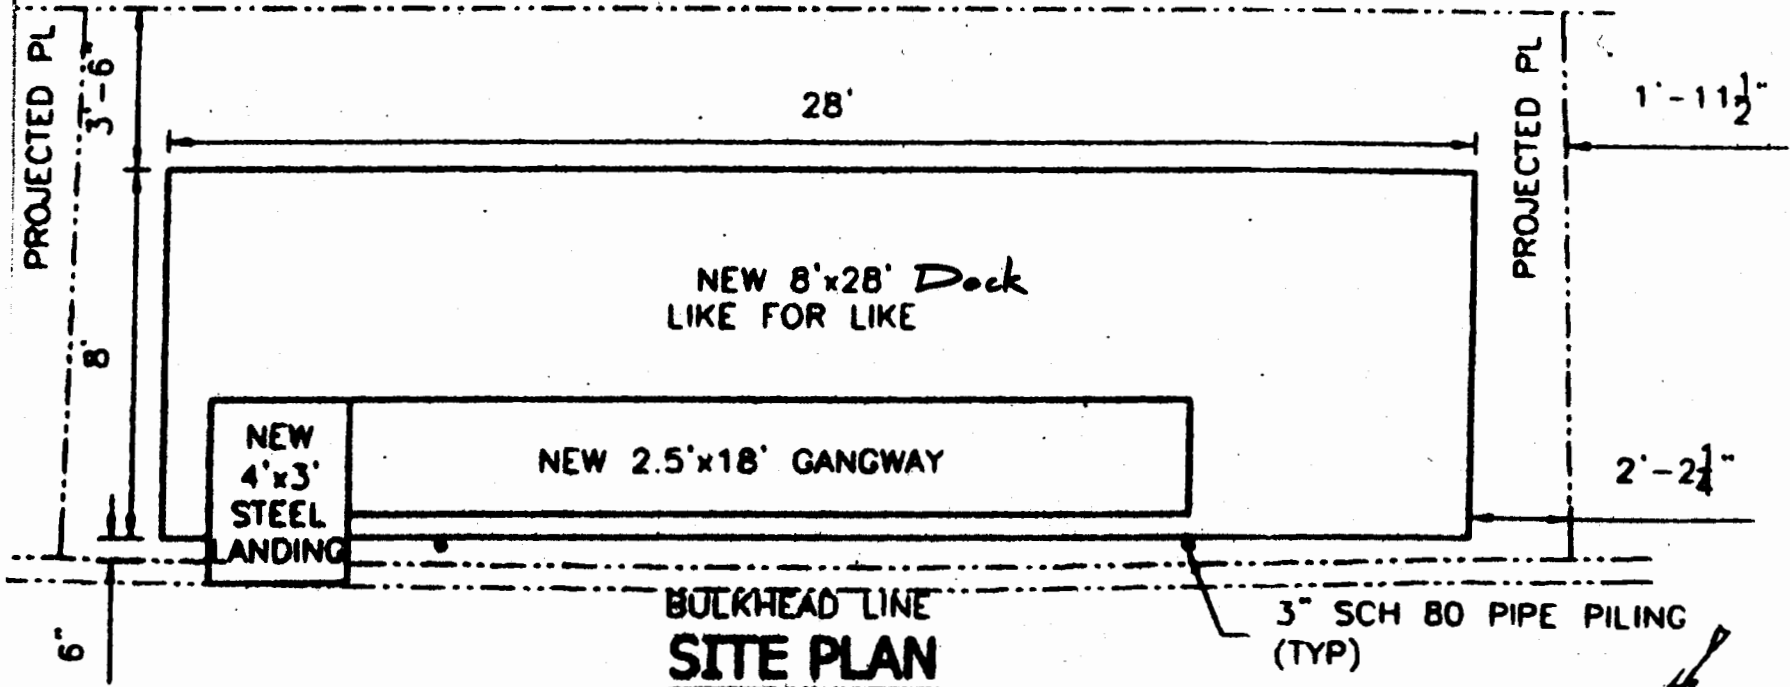 PROJECTED PL
3'-6"
28'
PROJECTED PL
1'-11½"
NEW 8'x28' Dock
LIKE FOR LIKE
8'
NEW
4'x3'
STEEL
LANDING
NEW 2.5'x18' GANGWAY
2'-2¼"
6"
BULKHEAD LINE
SITE PLAN
3" SCH 80 PIPE PILING
(TYP)